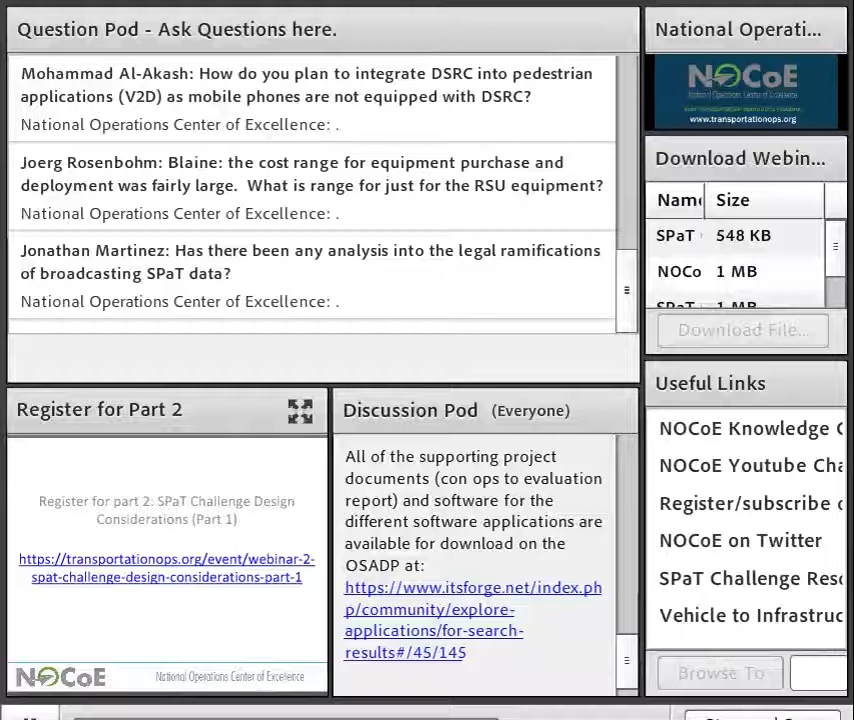 Question Pod - Ask Questions here.
Mohammad Al-Akash: How do you plan to integrate DSRC into pedestrian
applications (V2D) as mobile phones are not equipped with DSRC?
National Operations Center of Excellence: .
Joerg Rosenbohm: Blaine: the cost range for equipment purchase and
deployment was fairly large. What is range for just for the RSU equipment?
National Operations Center of Excellence: .
Jonathan Martinez: Has there been any analysis into the legal ramifications
of broadcasting SPaT data?
National Operations Center of Excellence: .
National Operati...
NOCoE
National Operations Center of Excellence
www.transportationops.org
Download Webin...
Name Size
SPaT 548 KB
NOCo 1 MB
SPaT 1 MB
Download File...
Register for Part 2
Register for part 2: SPaT Challenge Design
Considerations (Part 1)
https://transportationops.org/event/webinar-2-
spat-challenge-design-considerations-part-1
NOCoE National Operations Center of Excellence
Discussion Pod (Everyone)
All of the supporting project
documents (con ops to evaluation
report) and software for the
different software applications are
available for download on the
OSADP at:
https://www.itsforge.net/index.ph
p/community/explore-
applications/for-search-
results#/45/145
Useful Links
NOCoE Knowledge C
NOCoE Youtube Cha
Register/subscribe
NOCoE on Twitter
SPaT Challenge Reso
Vehicle to Infrastruc
Browse To